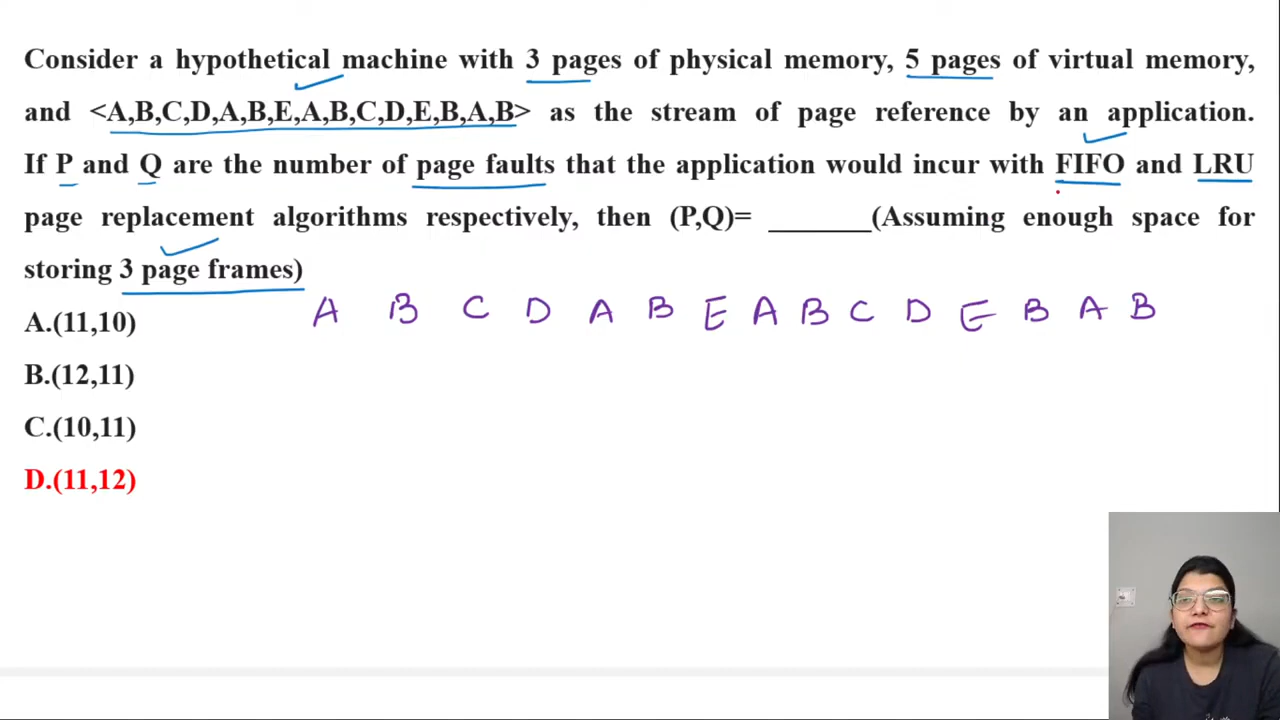 Consider a hypothetical machine with 3 pages of physical memory, 5 pages of virtual memory,
and <A,B,C,D,A,B,E,A,B,C,D,E,B,A,B> as the stream of page reference by an application.
If P and Q are the number of page faults that the application would incur with FIFO and LRU
page replacement algorithms respectively, then (P,Q)= _______(Assuming enough space for
storing 3 page frames)
A B C D A B E A B C D E B A B
A.(11,10)
B.(12,11)
C.(10,11)
D.(11,12)